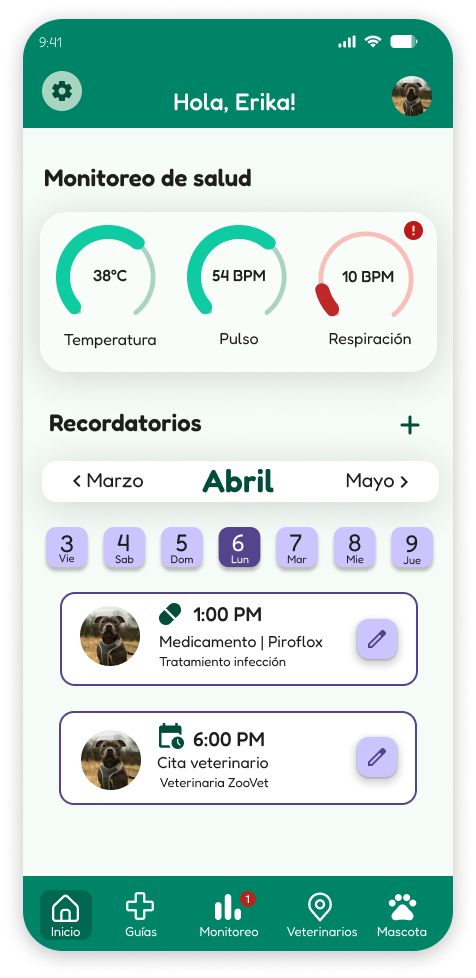 9:41
Hola, Erika!
Monitoreo de salud
38°C
54 BPM
10 BPM
!
Temperatura
Pulso
Respiración
Recordatorios
+
< Marzo
Abril
Mayo >
3 4 5 6 7 8 9
Vie Sab Dom Lun Mar Mie Jue
1:00 PM
Medicamento | Piroflox
Tratamiento infección
6:00 PM
Cita veterinario
Veterinaria ZooVet
1
Inicio
Guías
Monitoreo
Veterinarios
Mascota